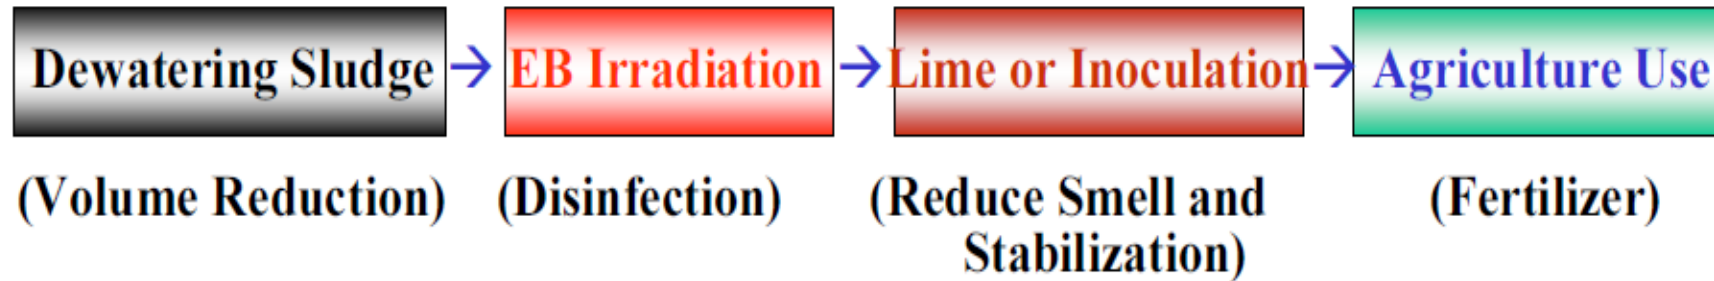 Dewatering Sludge → EB Irradiation → Lime or Inoculation → Agriculture Use
(Volume Reduction) (Disinfection) (Reduce Smell and (Fertilizer)
Stabilization)